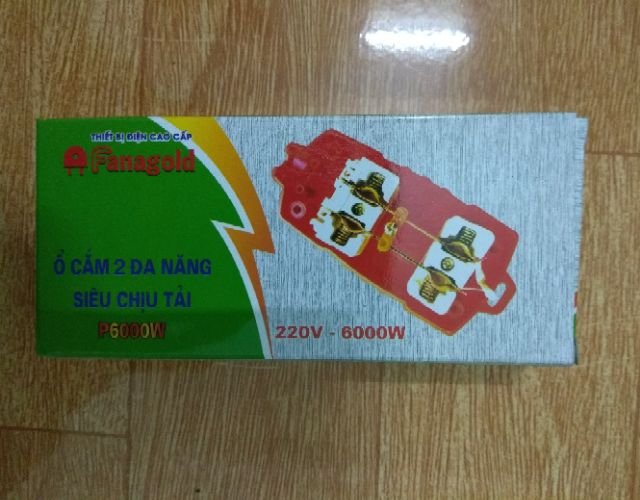 THIẾT BỊ ĐIỆN CAO CẤP
Fanagold
Ổ CẮM 2 ĐA NĂNG
SIÊU CHỊU TẢI
P6000W
220V - 6000W